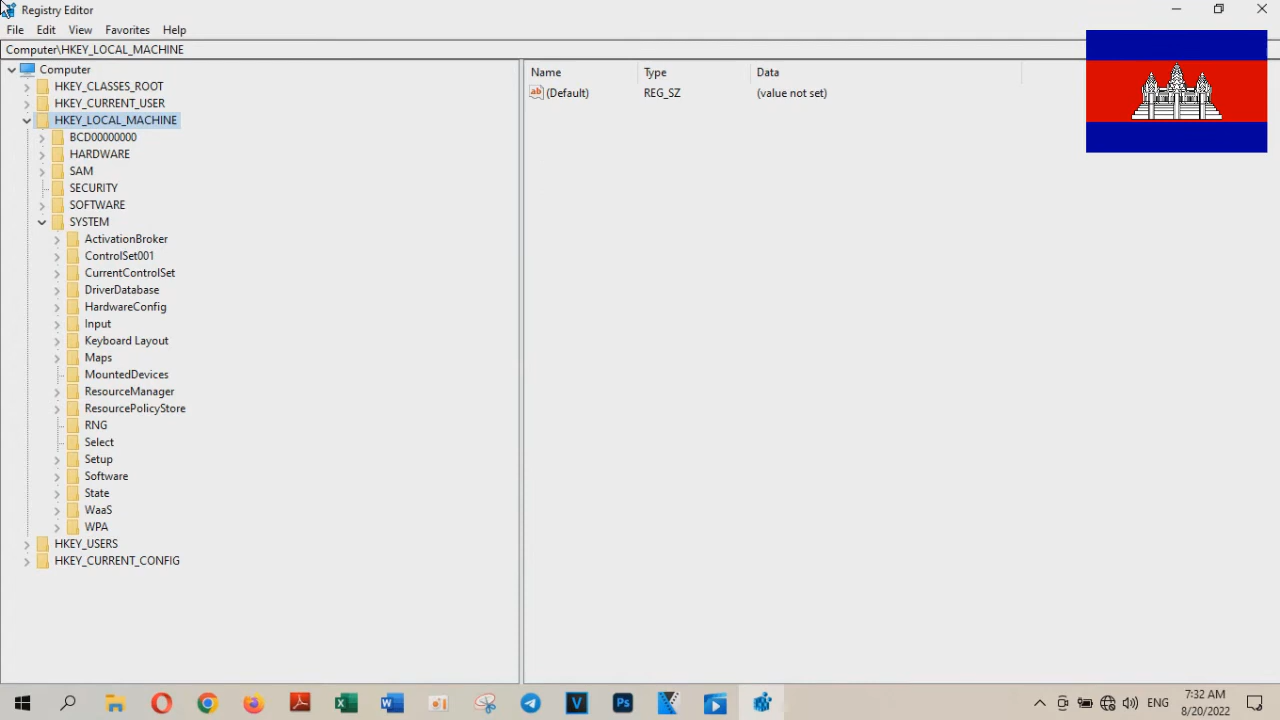 Registry Editor
File Edit View Favorites Help
Computer\HKEY_LOCAL_MACHINE
Computer
HKEY_CLASSES_ROOT
HKEY_CURRENT_USER
HKEY_LOCAL_MACHINE
BCD00000000
HARDWARE
SAM
SECURITY
SOFTWARE
SYSTEM
ActivationBroker
ControlSet001
CurrentControlSet
DriverDatabase
HardwareConfig
Input
Keyboard Layout
Maps
MountedDevices
ResourceManager
ResourcePolicyStore
RNG
Select
Setup
Software
State
WaaS
WPA
HKEY_USERS
HKEY_CURRENT_CONFIG
Name Type Data
ab (Default) REG_SZ (value not set)
V Ps
ENG
7:32 AM
8/20/2022